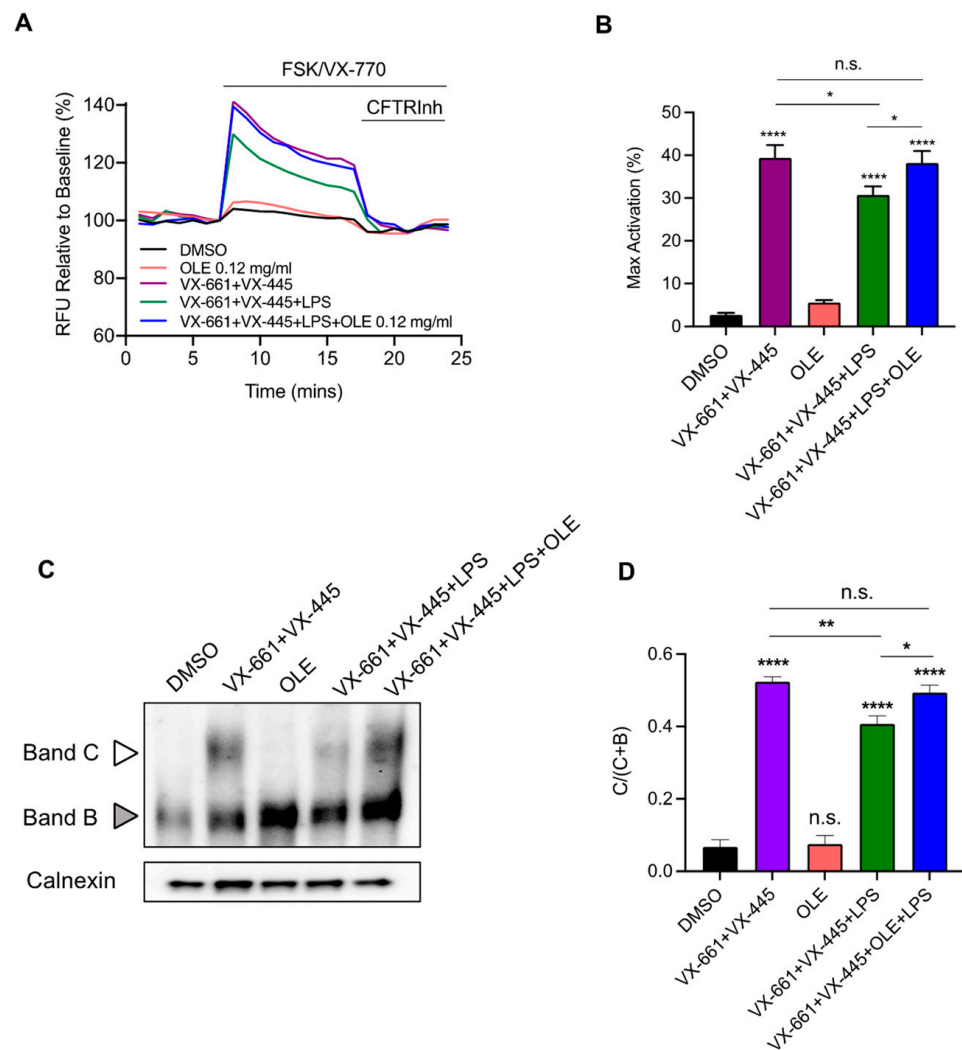 A
FSK/VX-770
CFTRInh
RFU Relative to Baseline (%)
140
120
100
80
60
DMSO
OLE 0.12 mg/ml
VX-661+VX-445
VX-661+VX-445+LPS
VX-661+VX-445+LPS+OLE 0.12 mg/ml
0 5 10 15 20 25
Time (mins)
B
n.s.
*
*
**** **** ****
Max Activation (%)
50
40
30
20
10
0
DMSO
VX-661+VX-445
OLE
VX-661+VX-445+LPS
VX-661+VX-445+LPS+OLE
C
DMSO
VX-661+VX-445
OLE
VX-661+VX-445+LPS
VX-661+VX-445+LPS+OLE
Band C
Band B
Calnexin
D
n.s.
**
*
**** n.s. **** ****
C/(C+B)
0.6
0.4
0.2
0.0
DMSO
VX-661+VX-445
OLE
VX-661+VX-445+LPS
VX-661+VX-445+OLE+LPS